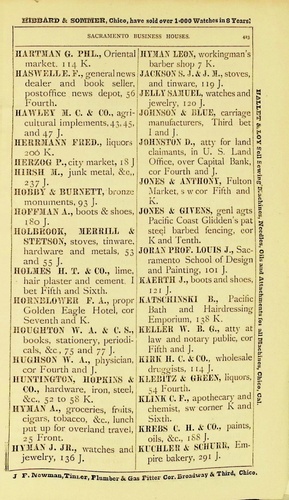 HIBBARD & SOMMER, Chico, have sold over 1,000 Watches in 8 Years!
SACRAMENTO BUSINESS HOUSES.
HARTMAN G. PHL., Oriental
market, 114 K
HASWELL E. F., general news
dealer and book seller,
postoffice news depot, 56
Fourth.
HAWLEY M. C. & CO., agri-
cultural implements, 43, 45,
and 47 J
HERRMANN FRED., liquors
200 K.
HERZOG P., city market, 18 J
HIRSH M., junk metal, &c.,
237 J.
HOBBY & BURNETT, bronze
monuments, 93 J.
HOFFMAN A., boots & shoes,
180 J.
HOLBROOK, MERRILL &
STETSON, stoves, tinware,
hardware and metals, 53
and 55 J.
HOLMES H. T. & CO., lime,
hair plaster and cement. I
bet Fifth and Sixth.
HORNBLOWER F. A., propr
Golden Eagle Hotel, cor
Seventh and K.
HOUGHTON W. A. & C. S.,
books, stationery, periodi-
cals, &c., 75 and 77 J.
HUGHSON W. A., physician,
cor Fourth and J.
HUNTINGTON, HOPKINS &
CO., hardware, iron, steel,
&c., 52 to 58 K
HYMAN A., groceries, fruits,
cigars, tobacco, &c., lunch
put up for overland travel,
25 Front.
HYMAN J. JR., watches and
jewelry, 136 J.
HYMAN LEON, workingman's
barber shop 7 K.
JACKSON S. J. & J. M., stoves,
and tinware, 119 J.
JELLY SAMUEL, watches and
jewelry, 120 J.
JOHNSON & BLUE, carriage
manufacturers, Third bet
I and J.
JOHNSTON D., atty for land
claimants, in U. S. Land
Office, over Capital Bank,
cor Fourth and J.
JONES & ANTHONY, Fulton
Market, s w cor Fifth and
K.
JONES & GIVENS, genl agts
Pacific Coast Glidden's pat
steel barbed fencing, cor
K and Tenth.
JORAN PROF. LOUIS J., Sac-
ramento School of Design
and Painting, 101 J.
KAERTH J., boots and shoes,
212 J
KATSCHINSKI B., Pacific
Bath and Hairdressing
Emporium, 138 K.
KELLER W. B. G., atty at
law and notary public, cor
Fifth and J.
KIRK H. C. & CO., wholesale
druggists, 114 J.
KLEBITZ & GREEN, liquors,
54 Fourth.
KLINK C. F., apothecary and
chemist, sw corner K and
Sixth.
KREBS C. H. & CO., paints,
oils, &c., 188 J.
KUCHLER & SCHURR, Em-
pire bakery, 291 J.
HALLET & LOY Sell Sewing Machines, Needles, Oils and Attachments for all Machines, Chico, Cal.
J. F. Newman, Tinner, Plumber & Gas Fitter Cor. Broadway & Third, Chico.